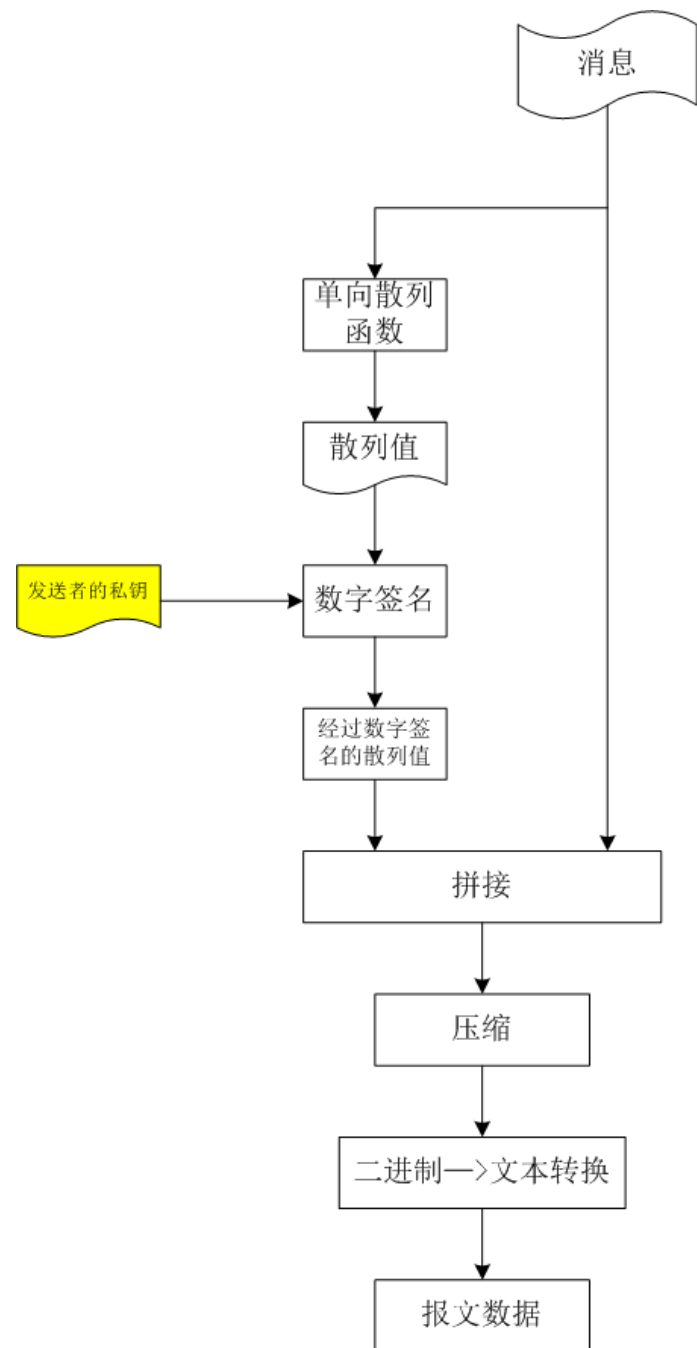 消息
单向散列
函数
散列值
发送者的私钥
数字签名
经过数字签
名的散列值
拼接
压缩
二进制—>文本转换
报文数据